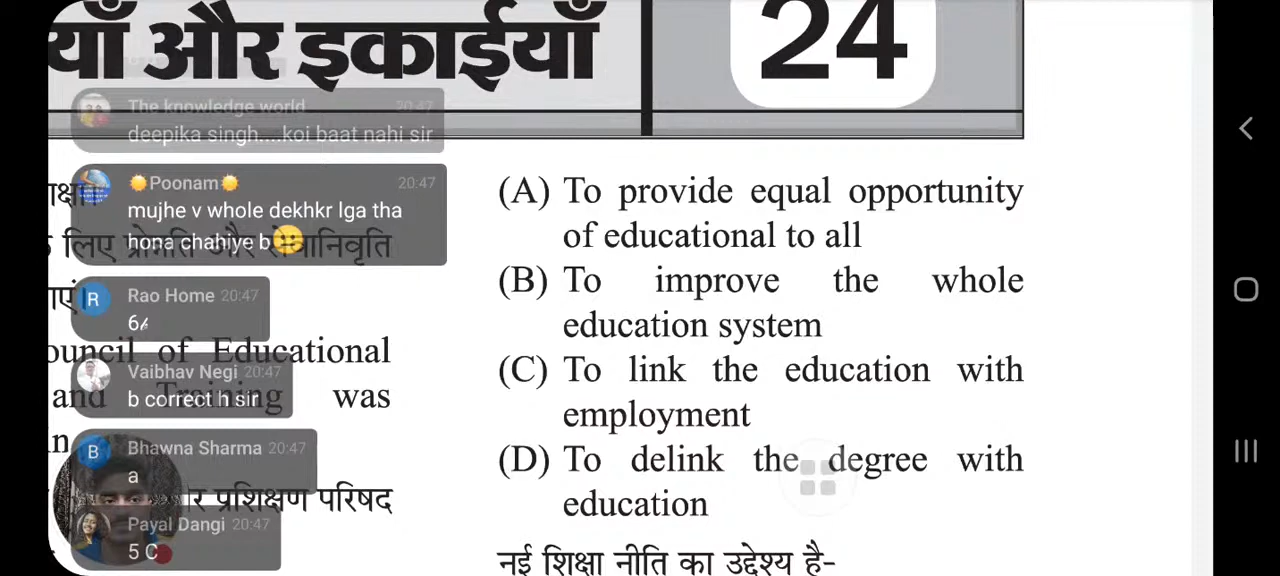 याँ और इकाईयाँ
24
The knowledge world 20:47
deepika singh....koi baat nahi sir
Poonam 20:47
mujhe v whole dekhkr lga tha
hona chahiye b
Rao Home 20:47
Vaibhav Negi 20:47
b correct h sir
Bhawna Sharma 20:47
a
Payal Dangi 20:47
5 C
लिए प्रोन्नति और सेवानिवृति
ouncil of Educational
and Training was
in
र प्रशिक्षण परिषद
(A) To provide equal opportunity
of educational to all
(B) To improve the whole
education system
(C) To link the education with
employment
(D) To delink the degree with
education
नई शिक्षा नीति का उद्देश्य है-